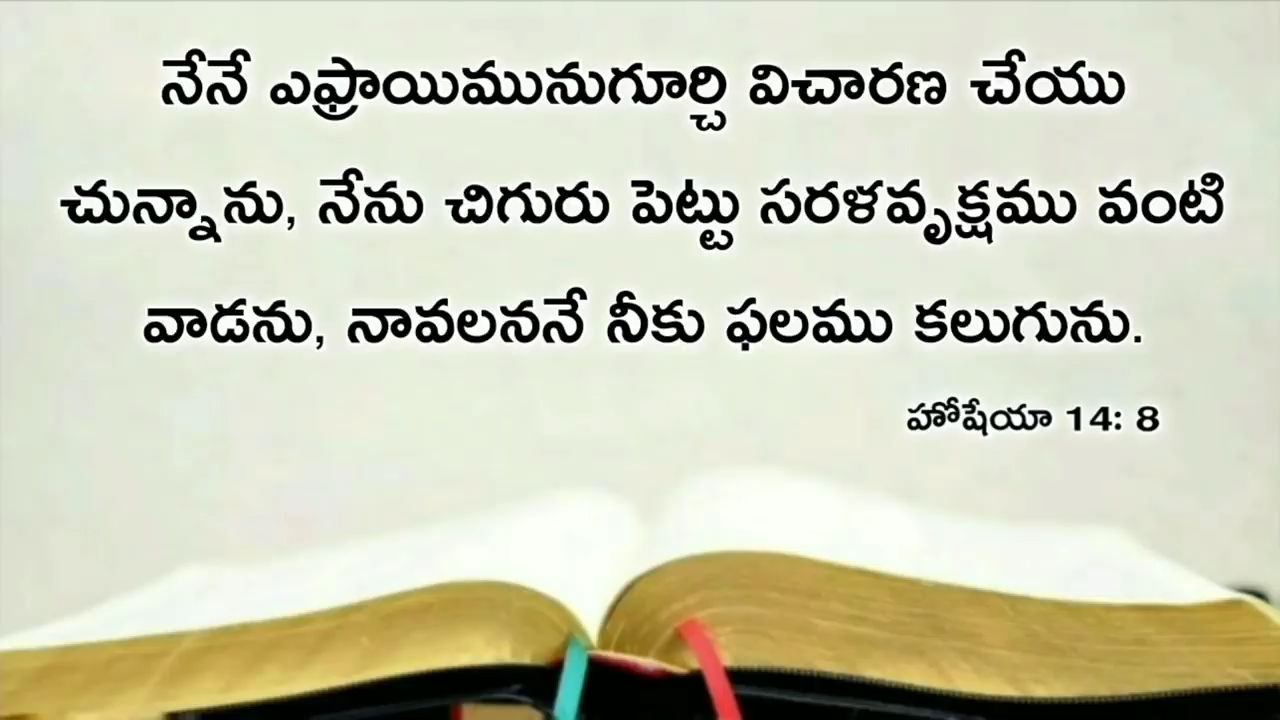 నేనే ఎఫ్రాయిమునుగూర్చి విచారణ చేయు
చున్నాను, నేను చిగురు పెట్టు సరళవృక్షము వంటి
వాడను, నావలననే నీకు ఫలము కలుగును.
హోషేయా 14: 8